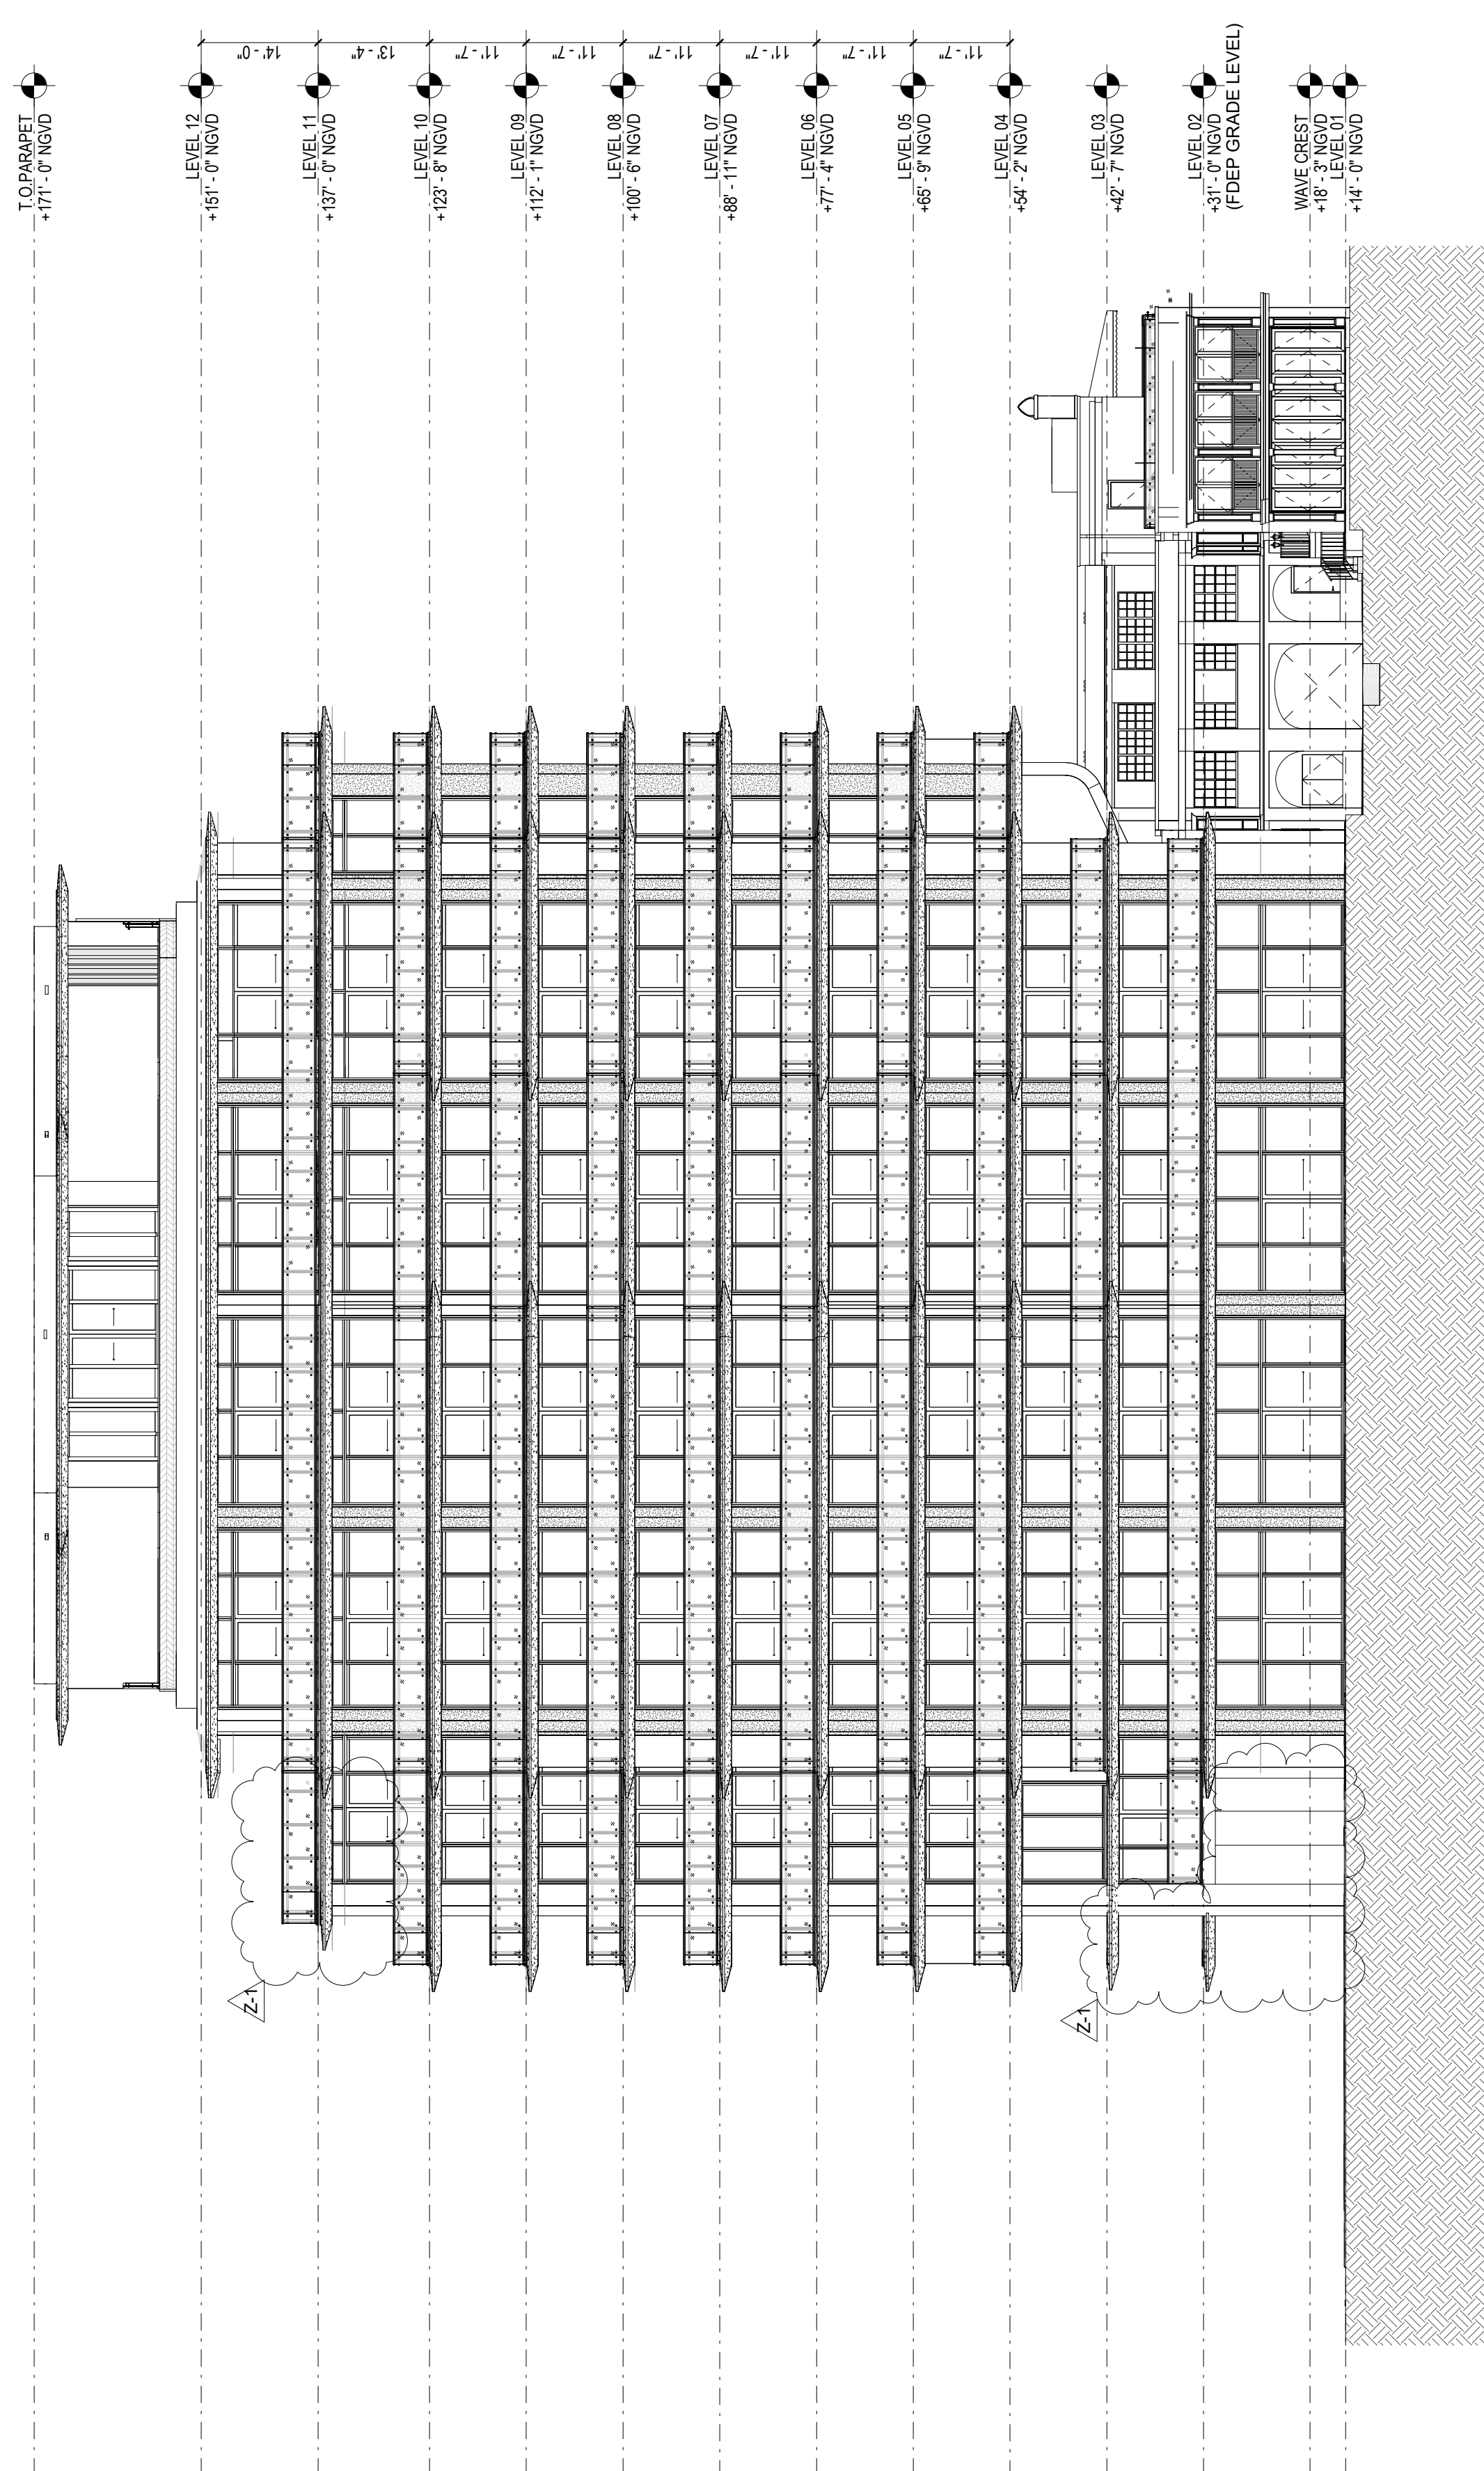 T.O.PARAPET
+171' - 0" NGVD
LEVEL 12
+151' - 0" NGVD
LEVEL 11
+137' - 0" NGVD
LEVEL 10
+123' - 8" NGVD
LEVEL 09
+112' - 1" NGVD
LEVEL 08
+100' - 6" NGVD
LEVEL 07
+88' - 11" NGVD
LEVEL 06
+77' - 4" NGVD
LEVEL 05
+65' - 9" NGVD
LEVEL 04
+54' - 2" NGVD
LEVEL 03
+42' - 7" NGVD
LEVEL 02
+31' - 0" NGVD
(FDEP GRADE LEVEL)
WAVE CREST
+18' - 3" NGVD
LEVEL 01
+14' - 0" NGVD
14' - 0"
13' - 4"
11' - 7"
11' - 7"
11' - 7"
11' - 7"
11' - 7"
11' - 7"
Z-1
Z-1